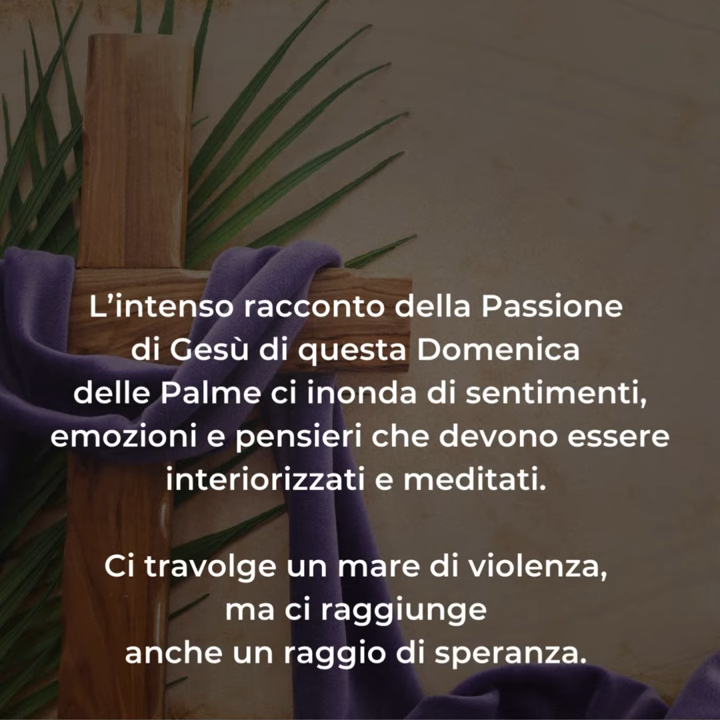 L’intenso racconto della Passione
di Gesù di questa Domenica
delle Palme ci inonda di sentimenti,
emozioni e pensieri che devono essere
interiorizzati e meditati.
Ci travolge un mare di violenza,
ma ci raggiunge
anche un raggio di speranza.